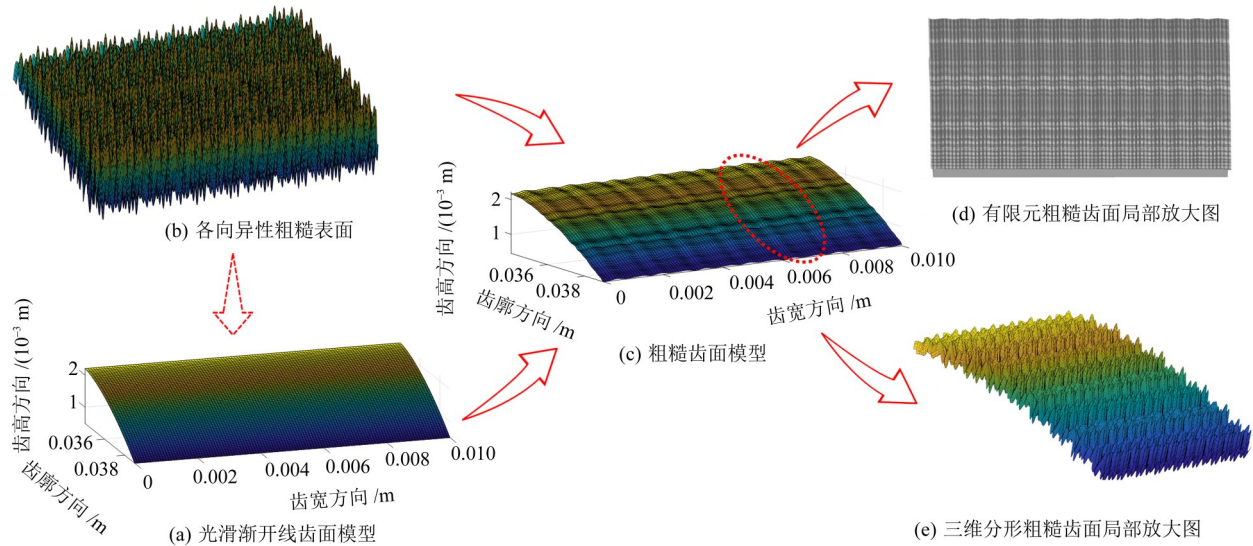 (b) 各向异性粗糙表面
齿高方向 /(10⁻³ m)
2
1
0.036
0.038
齿廓方向 /m
0
0.002
0.004
0.006
0.008
0.010
齿宽方向 /m
(a) 光滑渐开线齿面模型
齿高方向 /(10⁻³ m)
2
1
0.036
0.038
齿廓方向 /m
0
0.002
0.004
0.006
0.008
0.010
齿宽方向 /m
(c) 粗糙齿面模型
(d) 有限元粗糙齿面局部放大图
(e) 三维分形粗糙齿面局部放大图